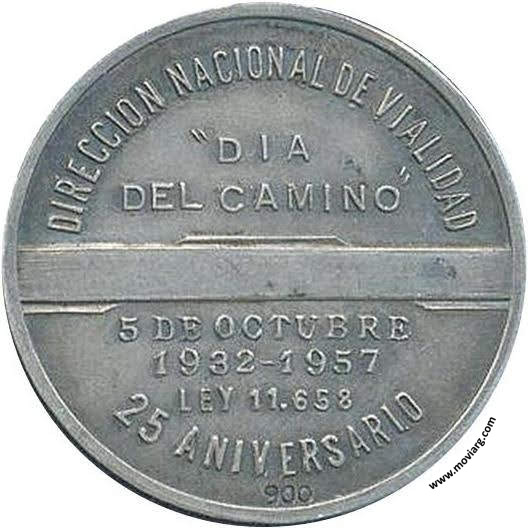 DIRECCION NACIONAL DE VIALIDAD
"DIA
DEL CAMINO"
5 DE OCTUBRE
1932-1957
LEY 11.658
25 ANIVERSARIO
900
www.moviarg.com